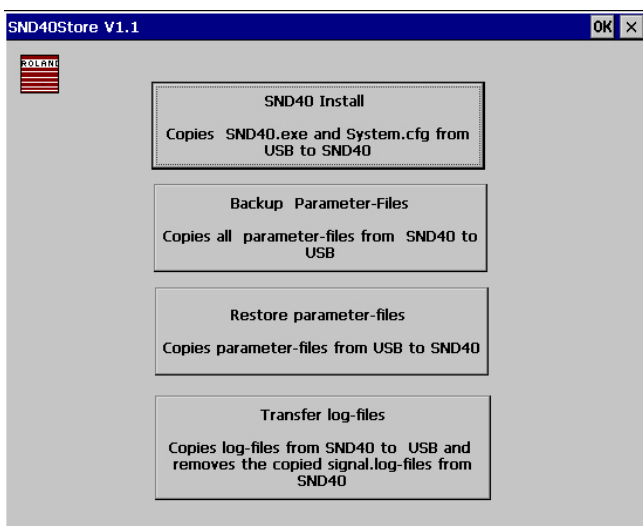 SND40Store V1.1
OK ×
ROLAND
SND40 Install
Copies SND40.exe and System.cfg from
USB to SND40
Backup Parameter-Files
Copies all parameter-files from SND40 to
USB
Restore parameter-files
Copies parameter-files from USB to SND40
Transfer log-files
Copies log-files from SND40 to USB and
removes the copied signal.log-files from
SND40